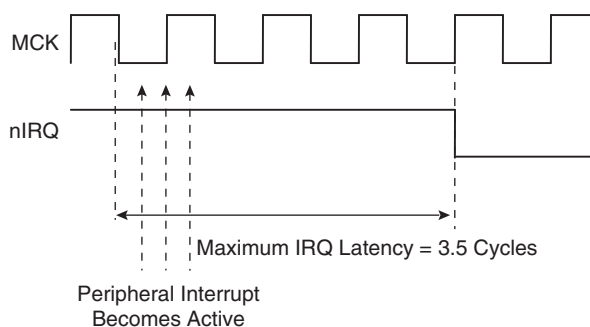 MCK
nIRQ
Maximum IRQ Latency = 3.5 Cycles
Peripheral Interrupt
Becomes Active